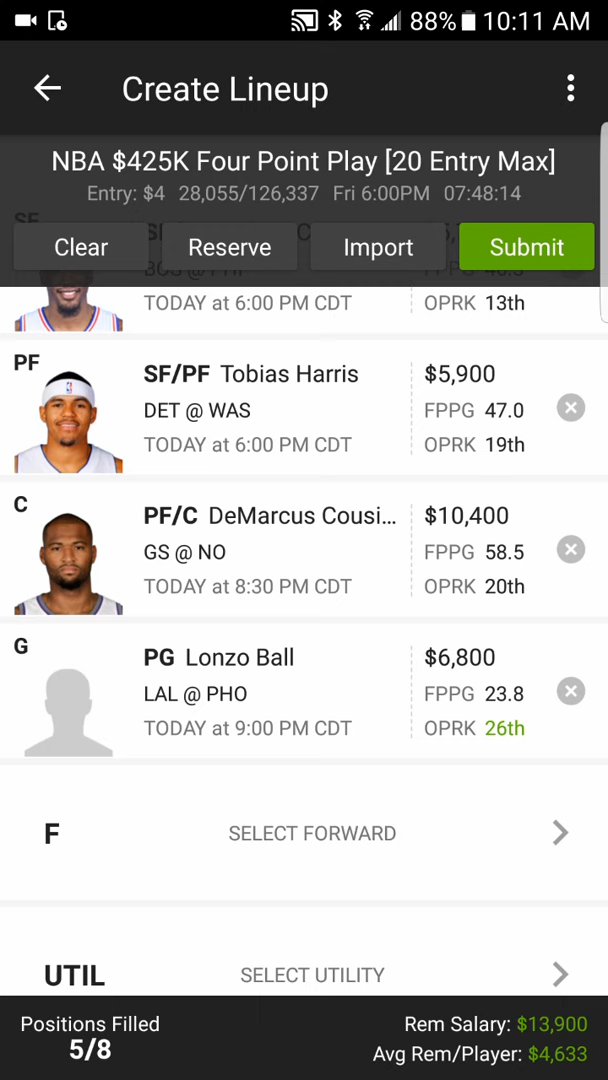 88% 10:11 AM
Create Lineup
NBA $425K Four Point Play [20 Entry Max]
Entry: $4 28,055/126,337 Fri 6:00PM 07:48:14
SF
Clear Reserve Import Submit
TODAY at 6:00 PM CDT OPRK 13th
PF
SF/PF Tobias Harris $5,900
DET @ WAS FPPG 47.0
TODAY at 6:00 PM CDT OPRK 19th
C
PF/C DeMarcus Cousi... $10,400
GS @ NO FPPG 58.5
TODAY at 8:30 PM CDT OPRK 20th
G
PG Lonzo Ball $6,800
LAL @ PHO FPPG 23.8
TODAY at 9:00 PM CDT OPRK 26th
F SELECT FORWARD
UTIL SELECT UTILITY
Positions Filled Rem Salary: $13,900
5/8 Avg Rem/Player: $4,633